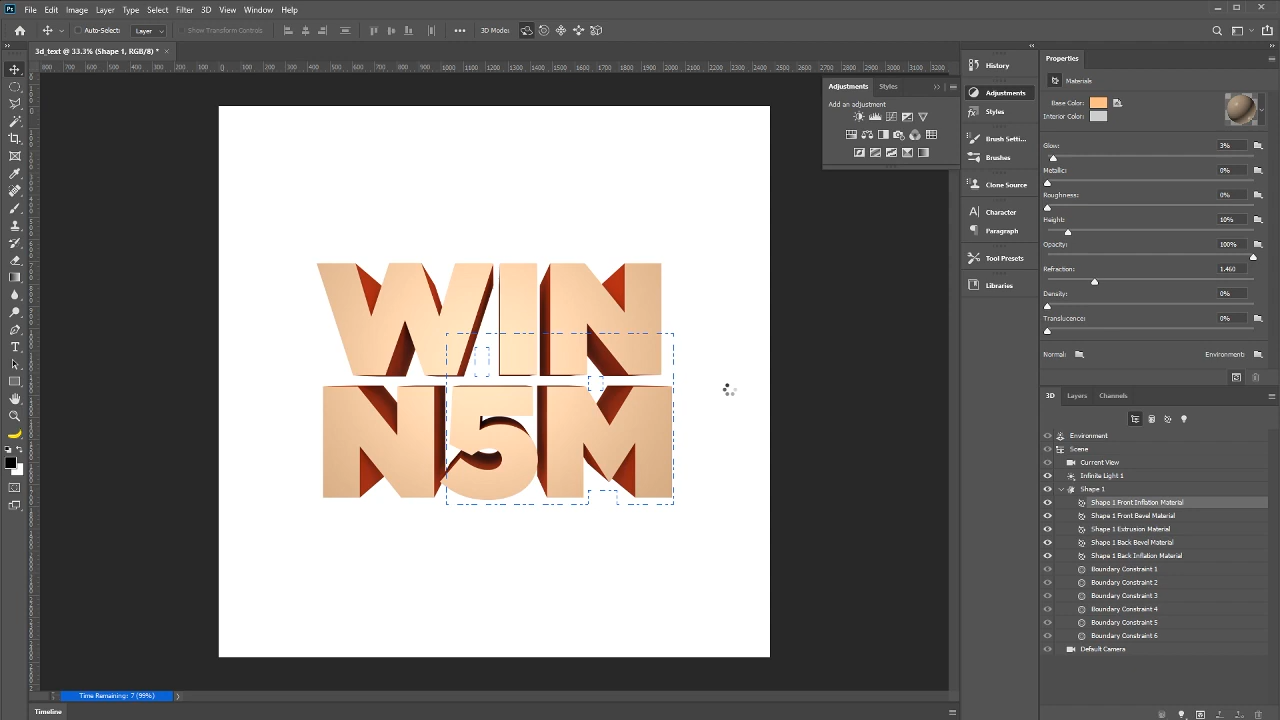 Ps File Edit Image Layer Type Select Filter 3D View Window Help
Auto-Select: Layer Show Transform Controls 3D Mode:
3d_text @ 33.3% (Shape 1, RGB/8) *
Adjustments Styles
Add an adjustment
History
Adjustments
Styles
Brush Setti...
Brushes
Clone Source
Character
Paragraph
Tool Presets
Libraries
Properties
Materials
Base Color:
Interior Color:
Glow: 3%
Metallic: 0%
Roughness: 0%
Height: 10%
Opacity: 100%
Refraction: 1.460
Density: 0%
Translucence: 0%
Normal: Environment:
3D Layers Channels
Environment
Scene
Current View
Infinite Light 1
Shape 1
Shape 1 Front Inflation Material
Shape 1 Front Bevel Material
Shape 1 Extrusion Material
Shape 1 Back Bevel Material
Shape 1 Back Inflation Material
Boundary Constraint 1
Boundary Constraint 2
Boundary Constraint 3
Boundary Constraint 4
Boundary Constraint 5
Boundary Constraint 6
Default Camera
WIN
N5M
Time Remaining: 7 (99%)
Timeline